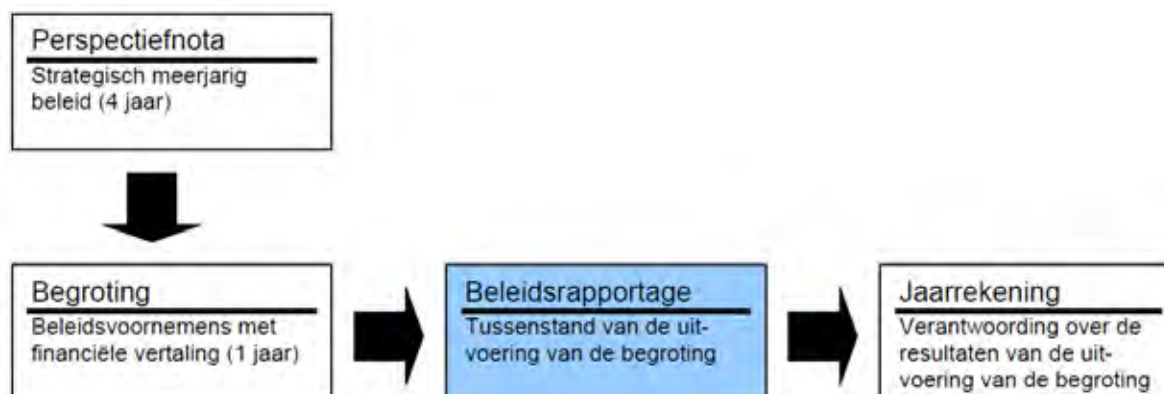 Perspectiefnota
Strategisch meerjarig
beleid (4 jaar)
Begroting
Beleidsvoornemens met
financiële vertaling (1 jaar)
Beleidsrapportage
Tussenstand van de uit-
voering van de begroting
Jaarrekening
Verantwoording over de
resultaten van de uit-
voering van de begroting